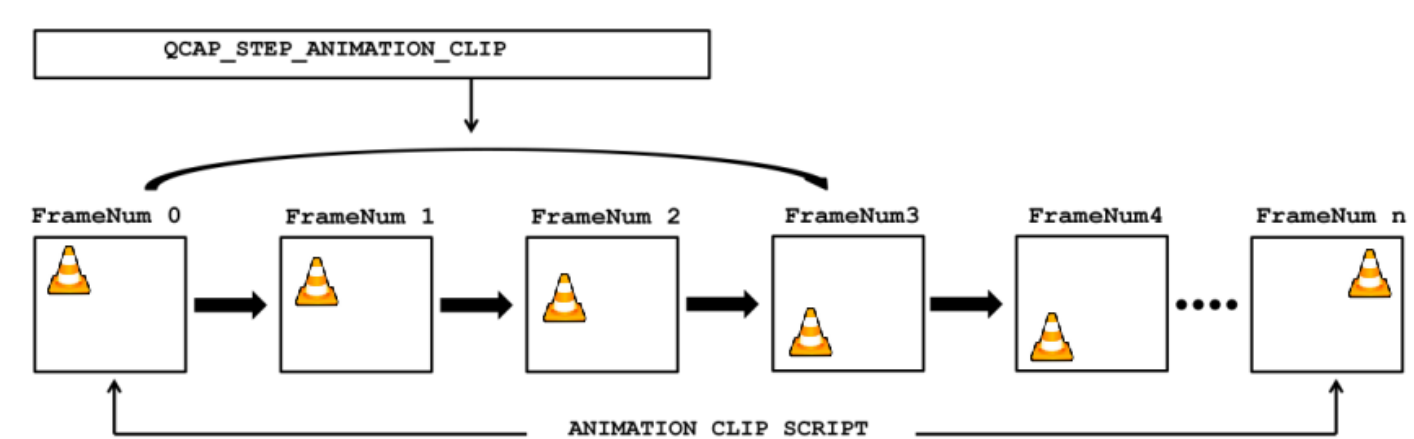 QCAP_STEP_ANIMATION_CLIP
FrameNum 0 FrameNum 1 FrameNum 2 FrameNum3 FrameNum4 FrameNum n
ANIMATION CLIP SCRIPT